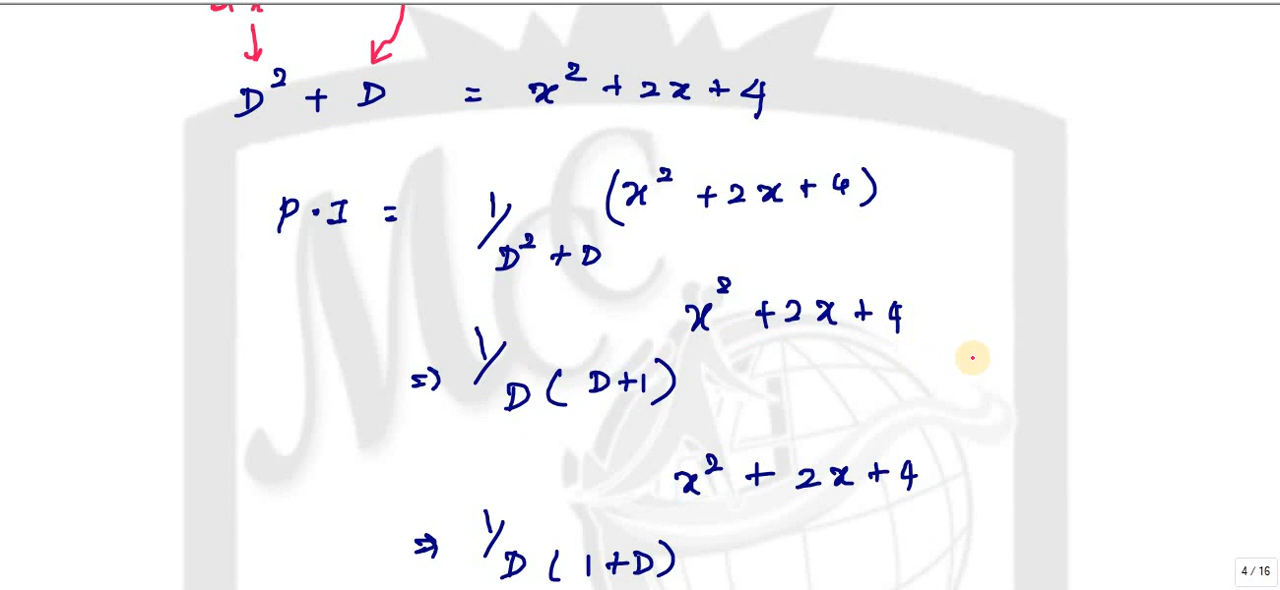 D² + D = x² + 2x + 4
P.I = 1/D² + D (x² + 2x + 4)
⇒ 1/D (D+1) x² + 2x + 4
⇒ 1/D (1+D) x² + 2x + 4
MCC
4 / 16